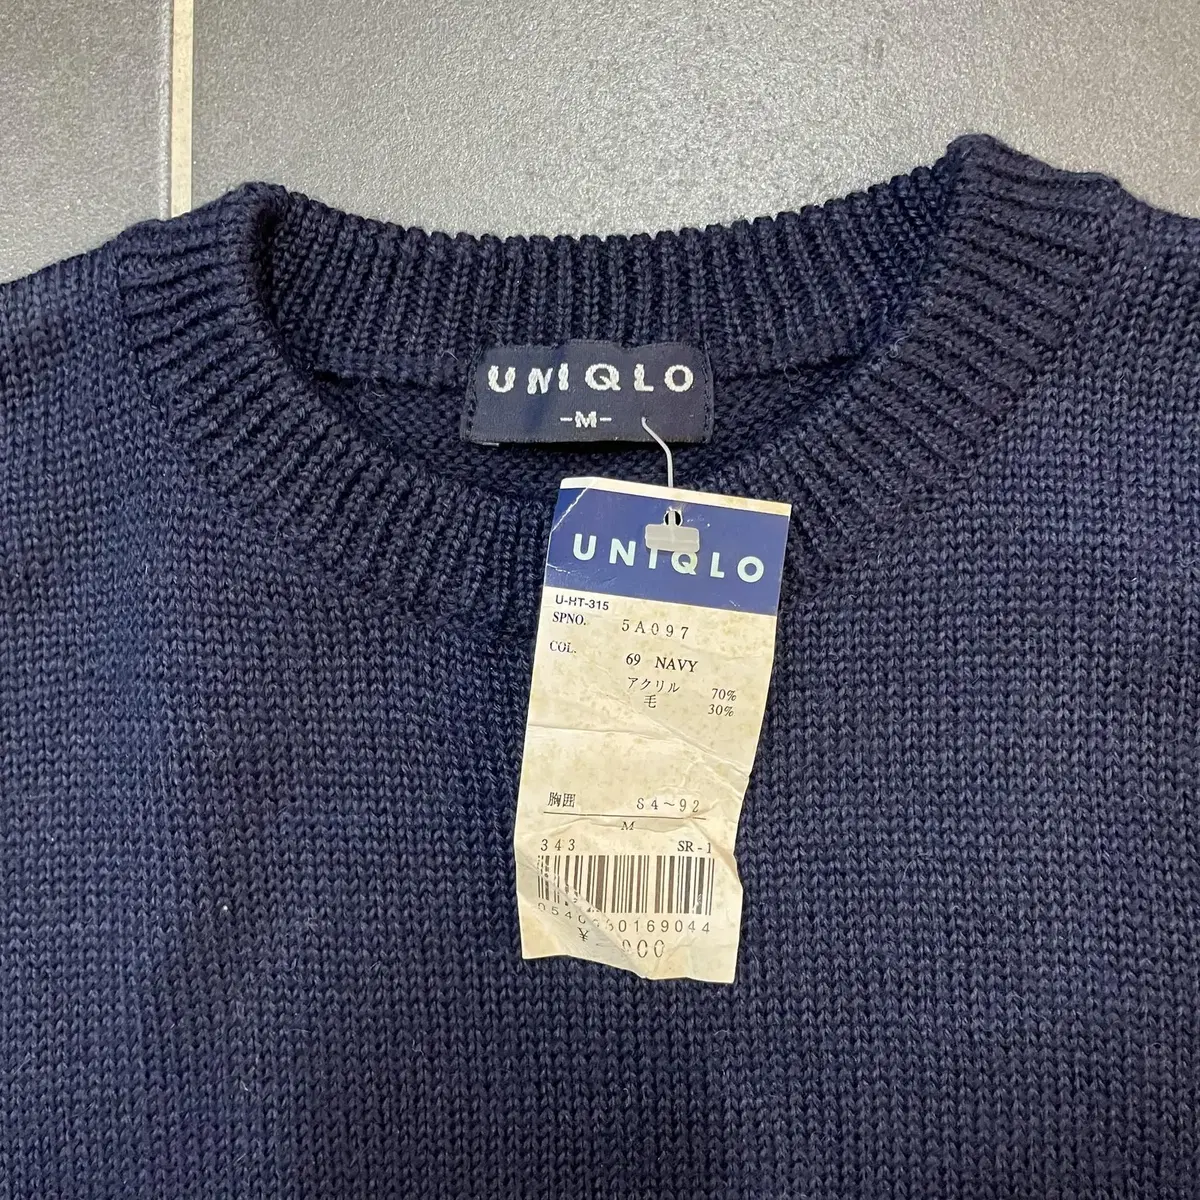 UNIQLO
-M-
UNIQLO
U-HT-315
SPNO. 5A097
COL. 69 NAVY
アクリル 70%
毛 30%
胸囲 84~92
M
343 SR-1